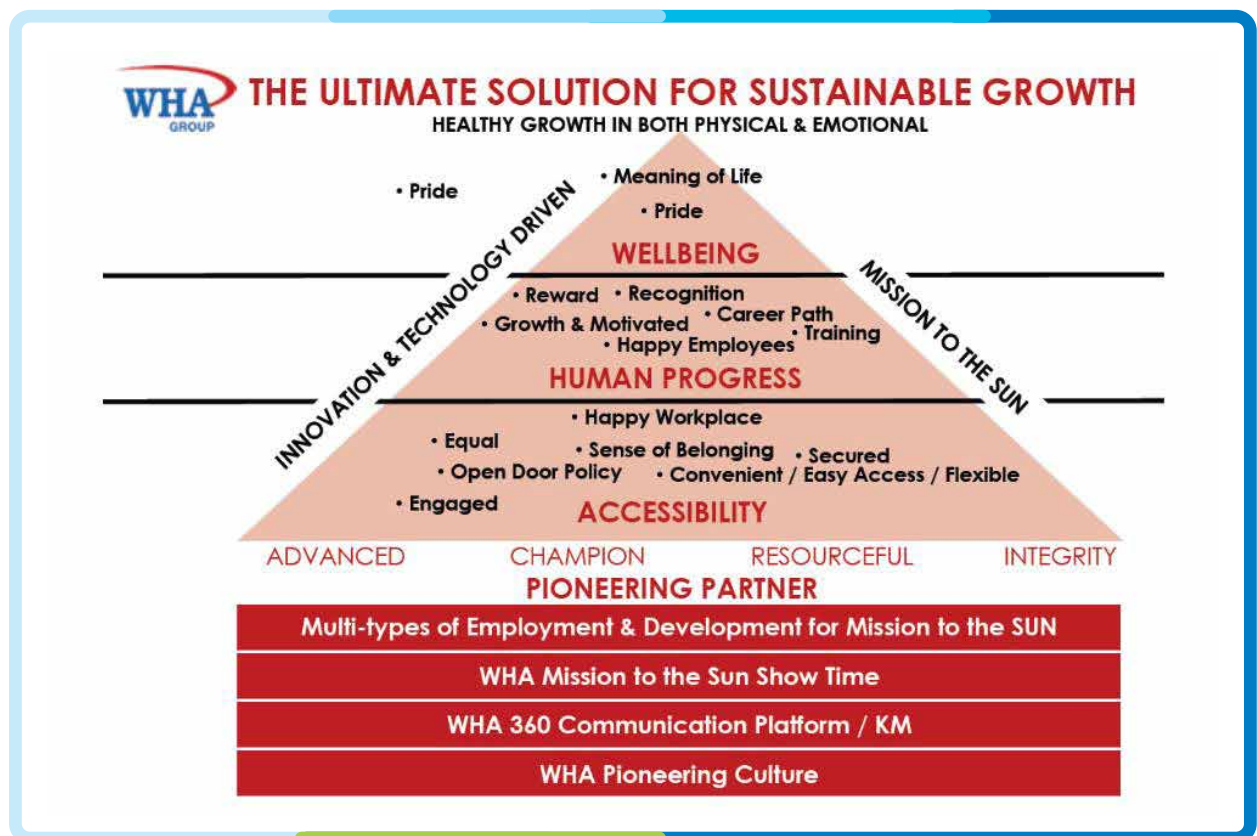 WHA
GROUP
THE ULTIMATE SOLUTION FOR SUSTAINABLE GROWTH
HEALTHY GROWTH IN BOTH PHYSICAL & EMOTIONAL
• Pride
• Meaning of Life
• Pride
WELLBEING
INNOVATION & TECHNOLOGY DRIVEN
MISSION TO THE SUN
• Reward • Recognition
• Career Path
• Growth & Motivated
• Training
• Happy Employees
HUMAN PROGRESS
• Happy Workplace
• Equal
• Sense of Belonging • Secured
• Open Door Policy • Convenient / Easy Access / Flexible
• Engaged
ACCESSIBILITY
ADVANCED CHAMPION RESOURCEFUL INTEGRITY
PIONEERING PARTNER
Multi-types of Employment & Development for Mission to the SUN
WHA Mission to the Sun Show Time
WHA 360 Communication Platform / KM
WHA Pioneering Culture